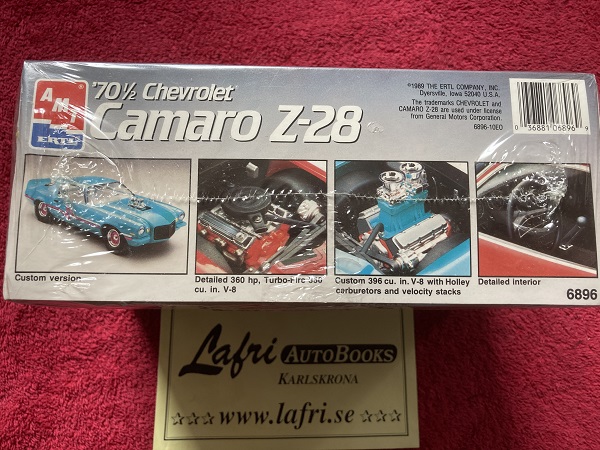 AMT
ERTL
'70½ Chevrolet
Camaro Z-28
©1989 THE ERTL COMPANY, INC.
Dyersville, Iowa 52040 U.S.A.
The trademarks CHEVROLET and
CAMARO Z-28 are used under license
from General Motors Corporation.
6896-10EO
0 36881 06896 9
Custom version
Detailed 360 hp, Turbo-Fire 350
cu. in. V-8
Custom 396 cu. in. V-8 with Holley
carburetors and velocity stacks
Detailed interior
6896
Lafri AUTOBOOKS
KARLSKRONA
www.lafri.se